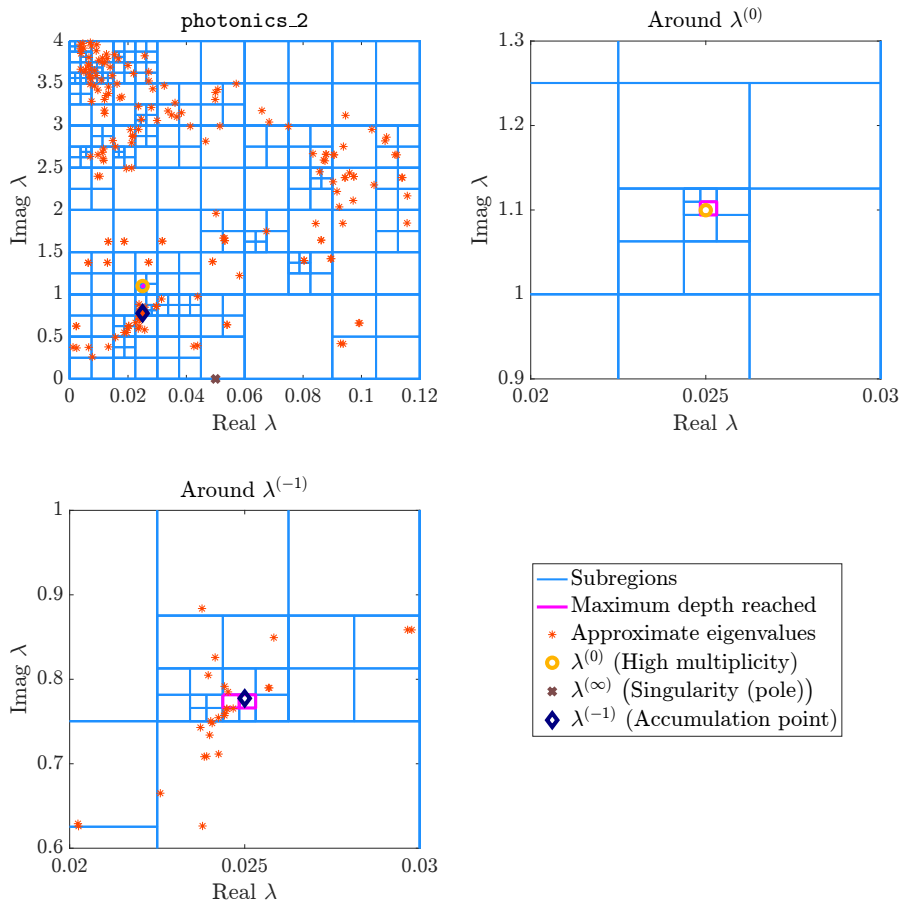 photonics_2
Around λ^(0)
4
3.5
3
2.5
2
1.5
1
0.5
0
Imag λ
0
0.02
0.04
0.06
0.08
0.1
0.12
Real λ
1.3
1.2
1.1
1
0.9
Imag λ
0.02
0.025
0.03
Real λ
Around λ^(−1)
1
0.9
0.8
0.7
0.6
Imag λ
0.02
0.025
0.03
Real λ
Subregions
Maximum depth reached
Approximate eigenvalues
λ^(0) (High multiplicity)
λ^(∞) (Singularity (pole))
λ^(−1) (Accumulation point)